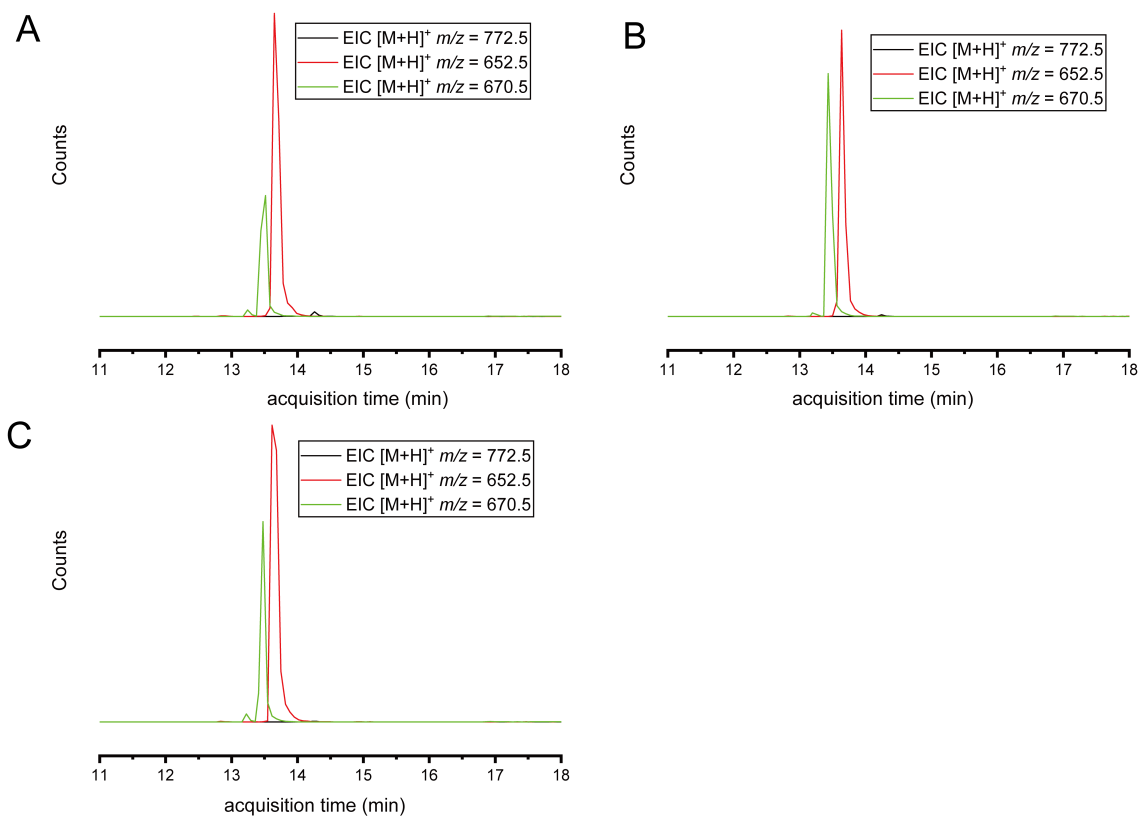 A
EIC [M+H]⁺ m/z = 772.5
EIC [M+H]⁺ m/z = 652.5
EIC [M+H]⁺ m/z = 670.5
Counts
11 12 13 14 15 16 17 18
acquisition time (min)
B
EIC [M+H]⁺ m/z = 772.5
EIC [M+H]⁺ m/z = 652.5
EIC [M+H]⁺ m/z = 670.5
Counts
11 12 13 14 15 16 17 18
acquisition time (min)
C
EIC [M+H]⁺ m/z = 772.5
EIC [M+H]⁺ m/z = 652.5
EIC [M+H]⁺ m/z = 670.5
Counts
11 12 13 14 15 16 17 18
acquisition time (min)